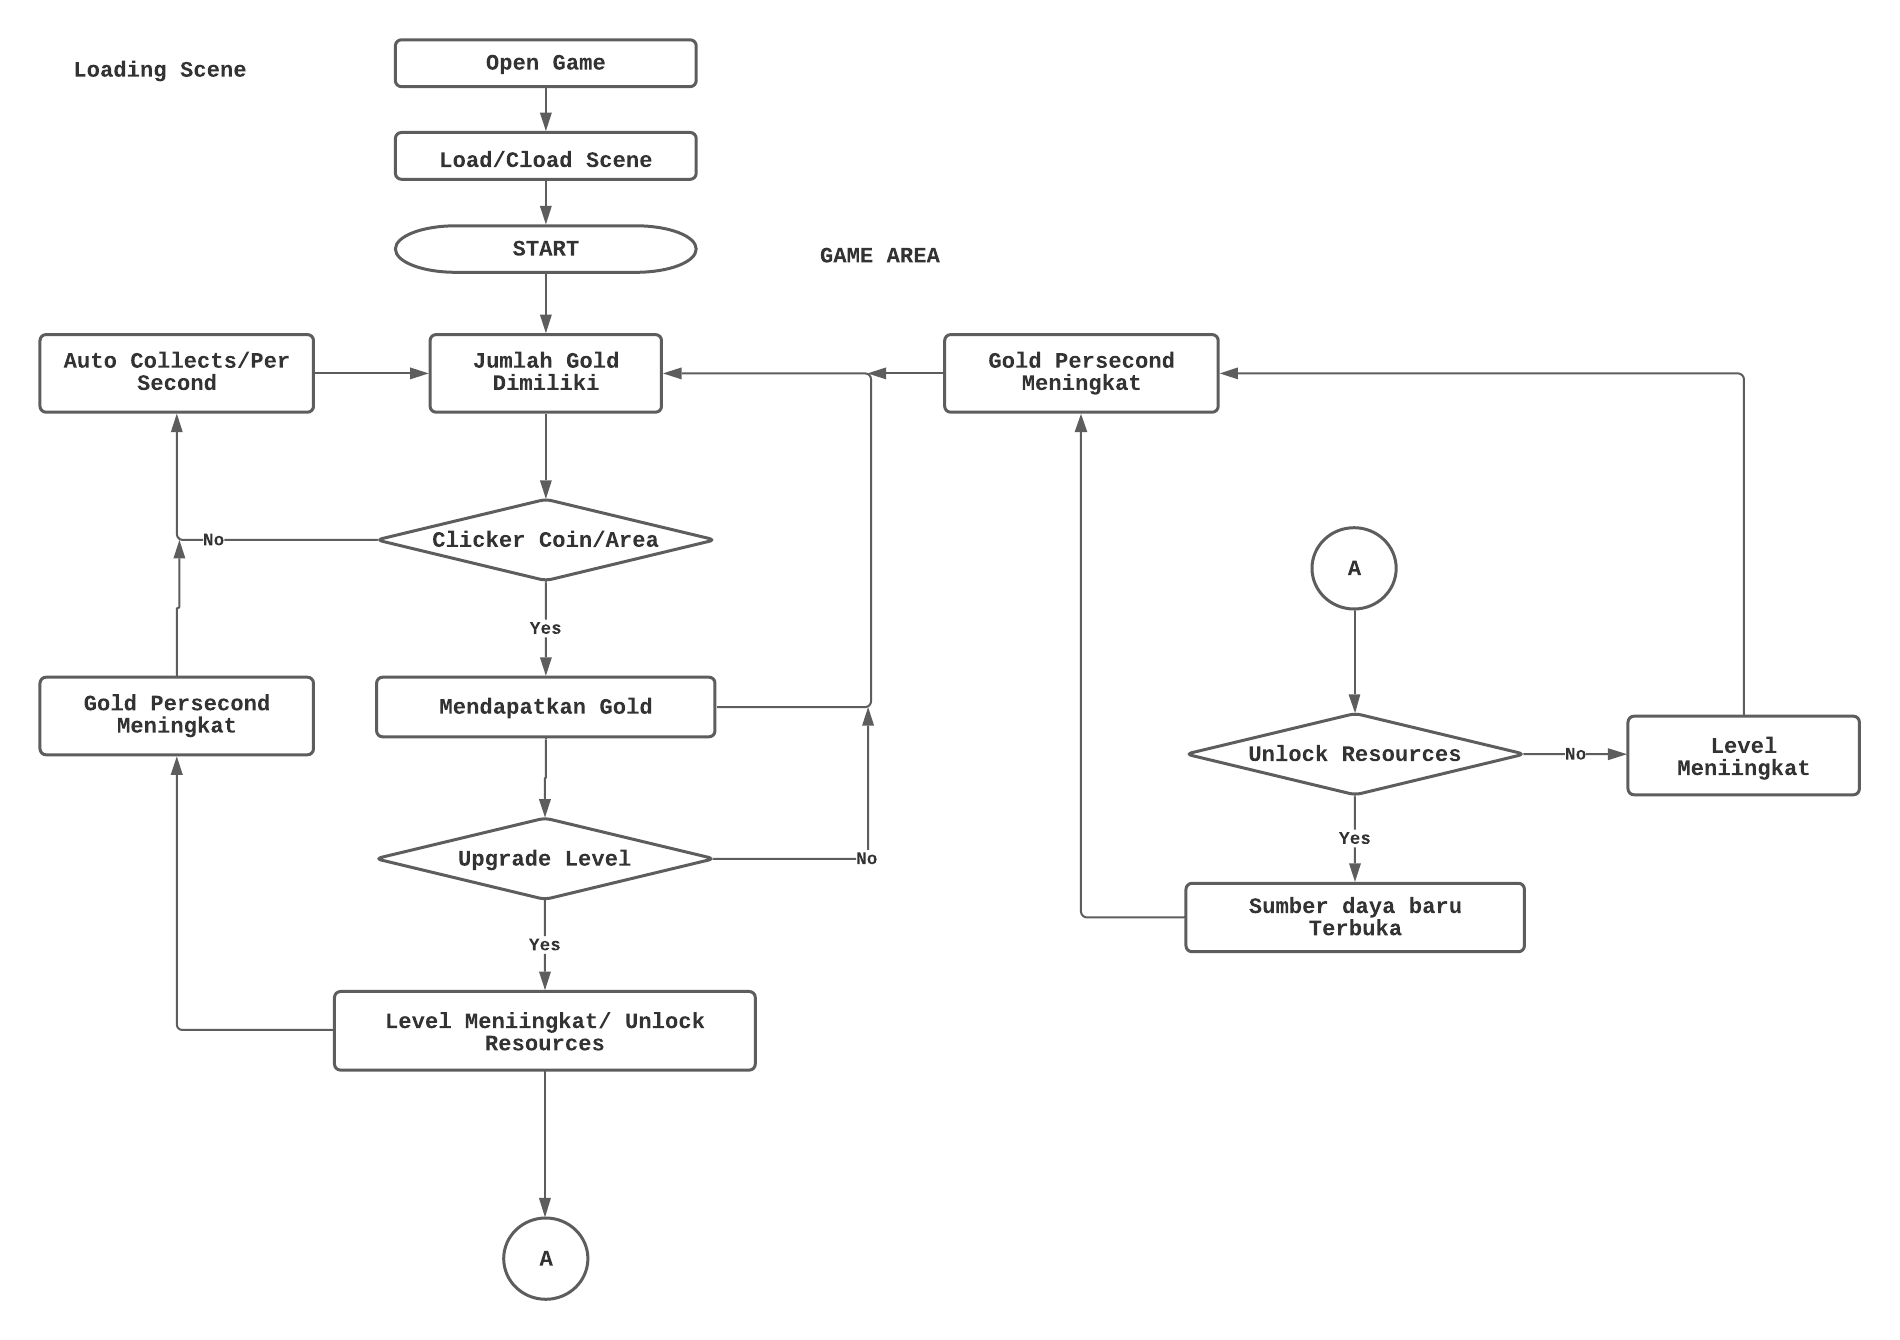 Loading Scene
Open Game
Load/Cload Scene
START
GAME AREA
Auto Collects/Per
Second
Jumlah Gold
Dimiliki
Gold Persecond
Meningkat
Clicker Coin/Area
No
Yes
A
Gold Persecond
Meningkat
Mendapatkan Gold
Unlock Resources
No
Level
Meniingkat
Yes
Upgrade Level
No
Sumber daya baru
Terbuka
Yes
Level Meniingkat/ Unlock
Resources
A